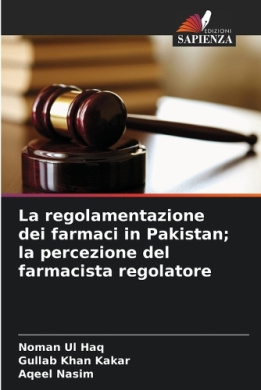 EDIZIONI
SAPIENZA
La regolamentazione
dei farmaci in Pakistan;
la percezione del
farmacista regolatore
Noman Ul Haq
Gullab Khan Kakar
Aqeel Nasim